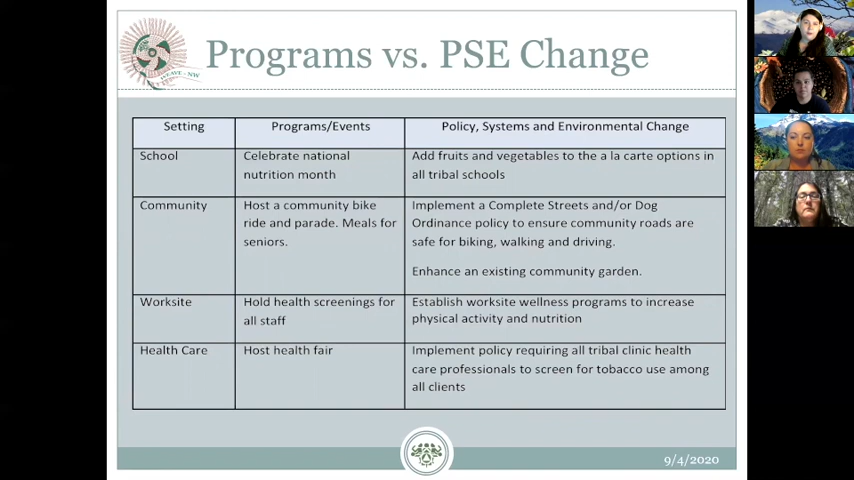 Programs vs. PSE Change
WEAVE - NW
Setting
Programs/Events
Policy, Systems and Environmental Change
School
Celebrate national
nutrition month
Add fruits and vegetables to the a la carte options in
all tribal schools
Community
Host a community bike
ride and parade. Meals for
seniors.
Implement a Complete Streets and/or Dog
Ordinance policy to ensure community roads are
safe for biking, walking and driving.
Enhance an existing community garden.
Worksite
Hold health screenings for
all staff
Establish worksite wellness programs to increase
physical activity and nutrition
Health Care
Host health fair
Implement policy requiring all tribal clinic health
care professionals to screen for tobacco use among
all clients
9/4/2020